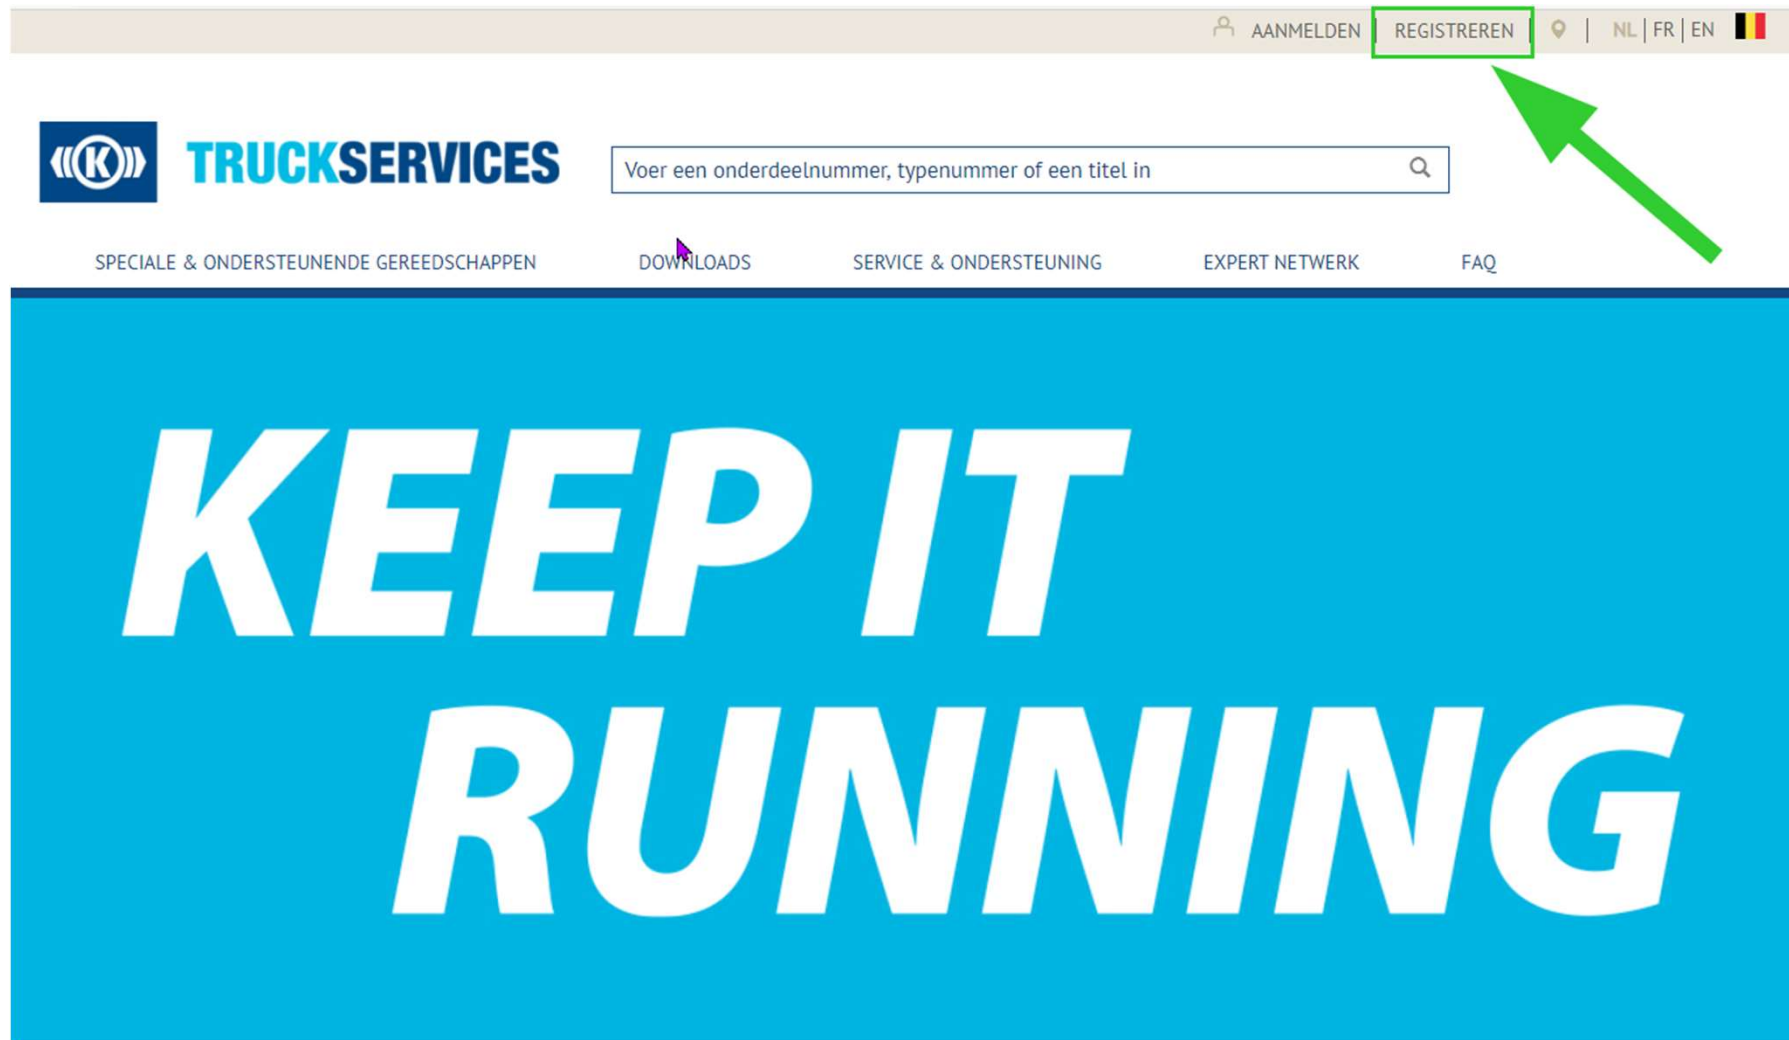 AANMELDEN | REGISTREREN | | NL | FR | EN
K TRUCKSERVICES
Voer een onderdeelnummer, typenummer of een titel in
SPECIALE & ONDERSTEUNENDE GEREEDSCHAPPEN DOWNLOADS SERVICE & ONDERSTEUNING EXPERT NETWERK FAQ
KEEP IT
RUNNING